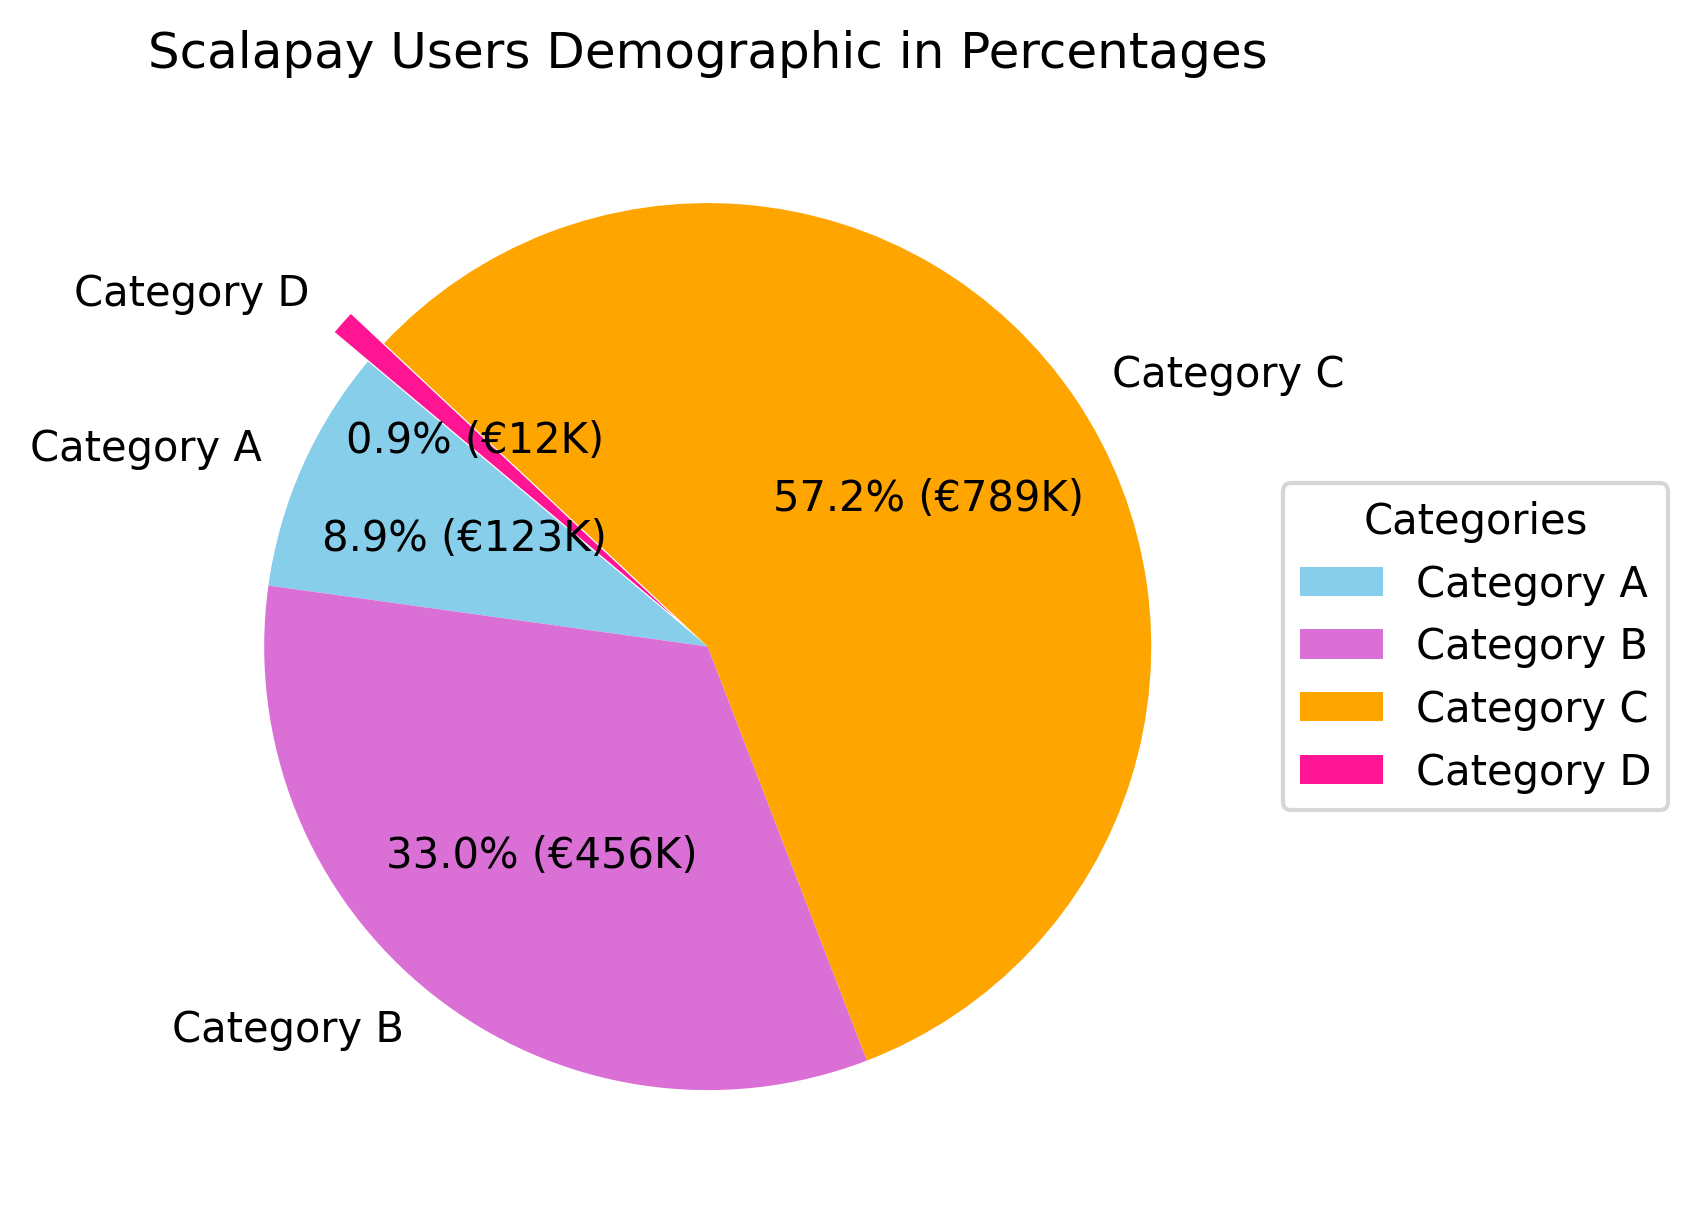 Scalapay Users Demographic in Percentages
Category D
Category A
Category C
Category B
0.9% (€12K)
8.9% (€123K)
57.2% (€789K)
33.0% (€456K)
Categories
Category A
Category B
Category C
Category D